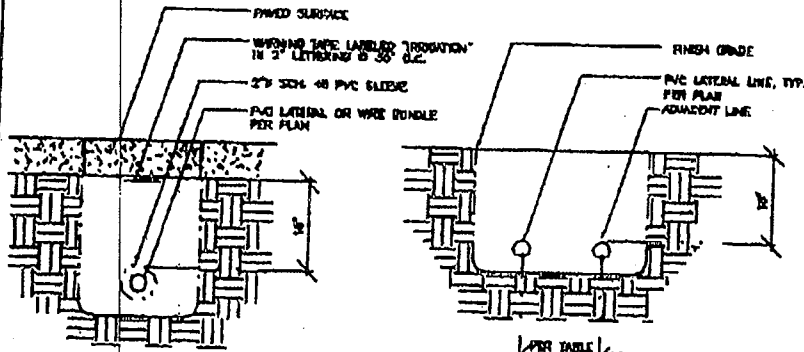 PAVED SURFACE
WARNING TAPE LABELED "IRRIGATION"
IN 2" LETTERING @ 30" O.C.
SCH. 40 PVC SLEEVE
PVC LATERAL OR WIRE BUNDLE
PER PLAN
FINISH GRADE
PVC LATERAL LINE, TYP.
PER PLAN
ADJACENT LINE
PER TABLE